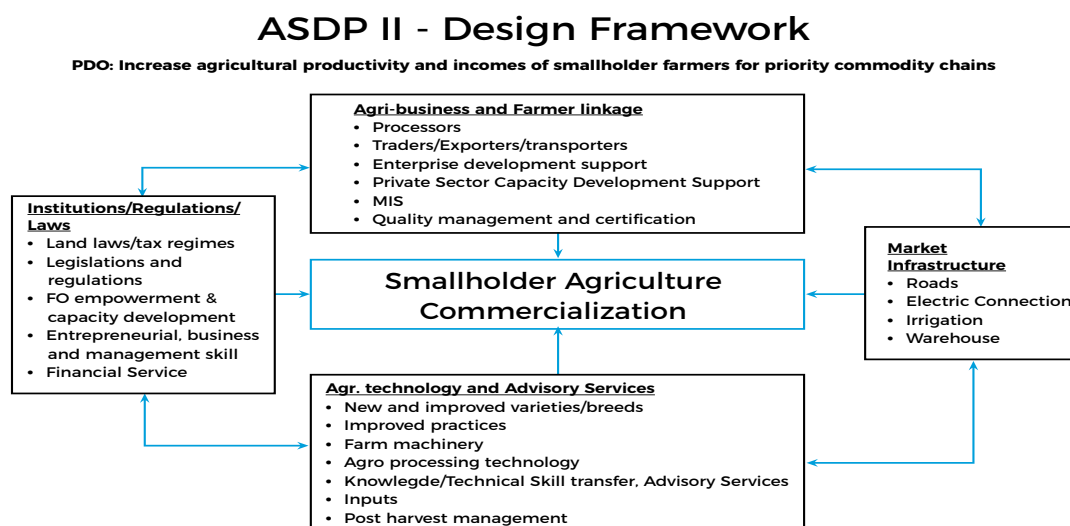 ASDP II - Design Framework
PDO: Increase agricultural productivity and incomes of smallholder farmers for priority commodity chains
Agri-business and Farmer linkage
• Processors
• Traders/Exporters/transporters
• Enterprise development support
• Private Sector Capacity Development Support
• MIS
• Quality management and certification
Institutions/Regulations/
Laws
• Land laws/tax regimes
• Legislations and
regulations
• FO empowerment &
capacity development
• Entrepreneurial, business
and management skill
• Financial Service
Smallholder Agriculture
Commercialization
Market
Infrastructure
• Roads
• Electric Connection
• Irrigation
• Warehouse
Agr. technology and Advisory Services
• New and improved varieties/breeds
• Improved practices
• Farm machinery
• Agro processing technology
• Knowlegde/Technical Skill transfer, Advisory Services
• Inputs
• Post harvest management